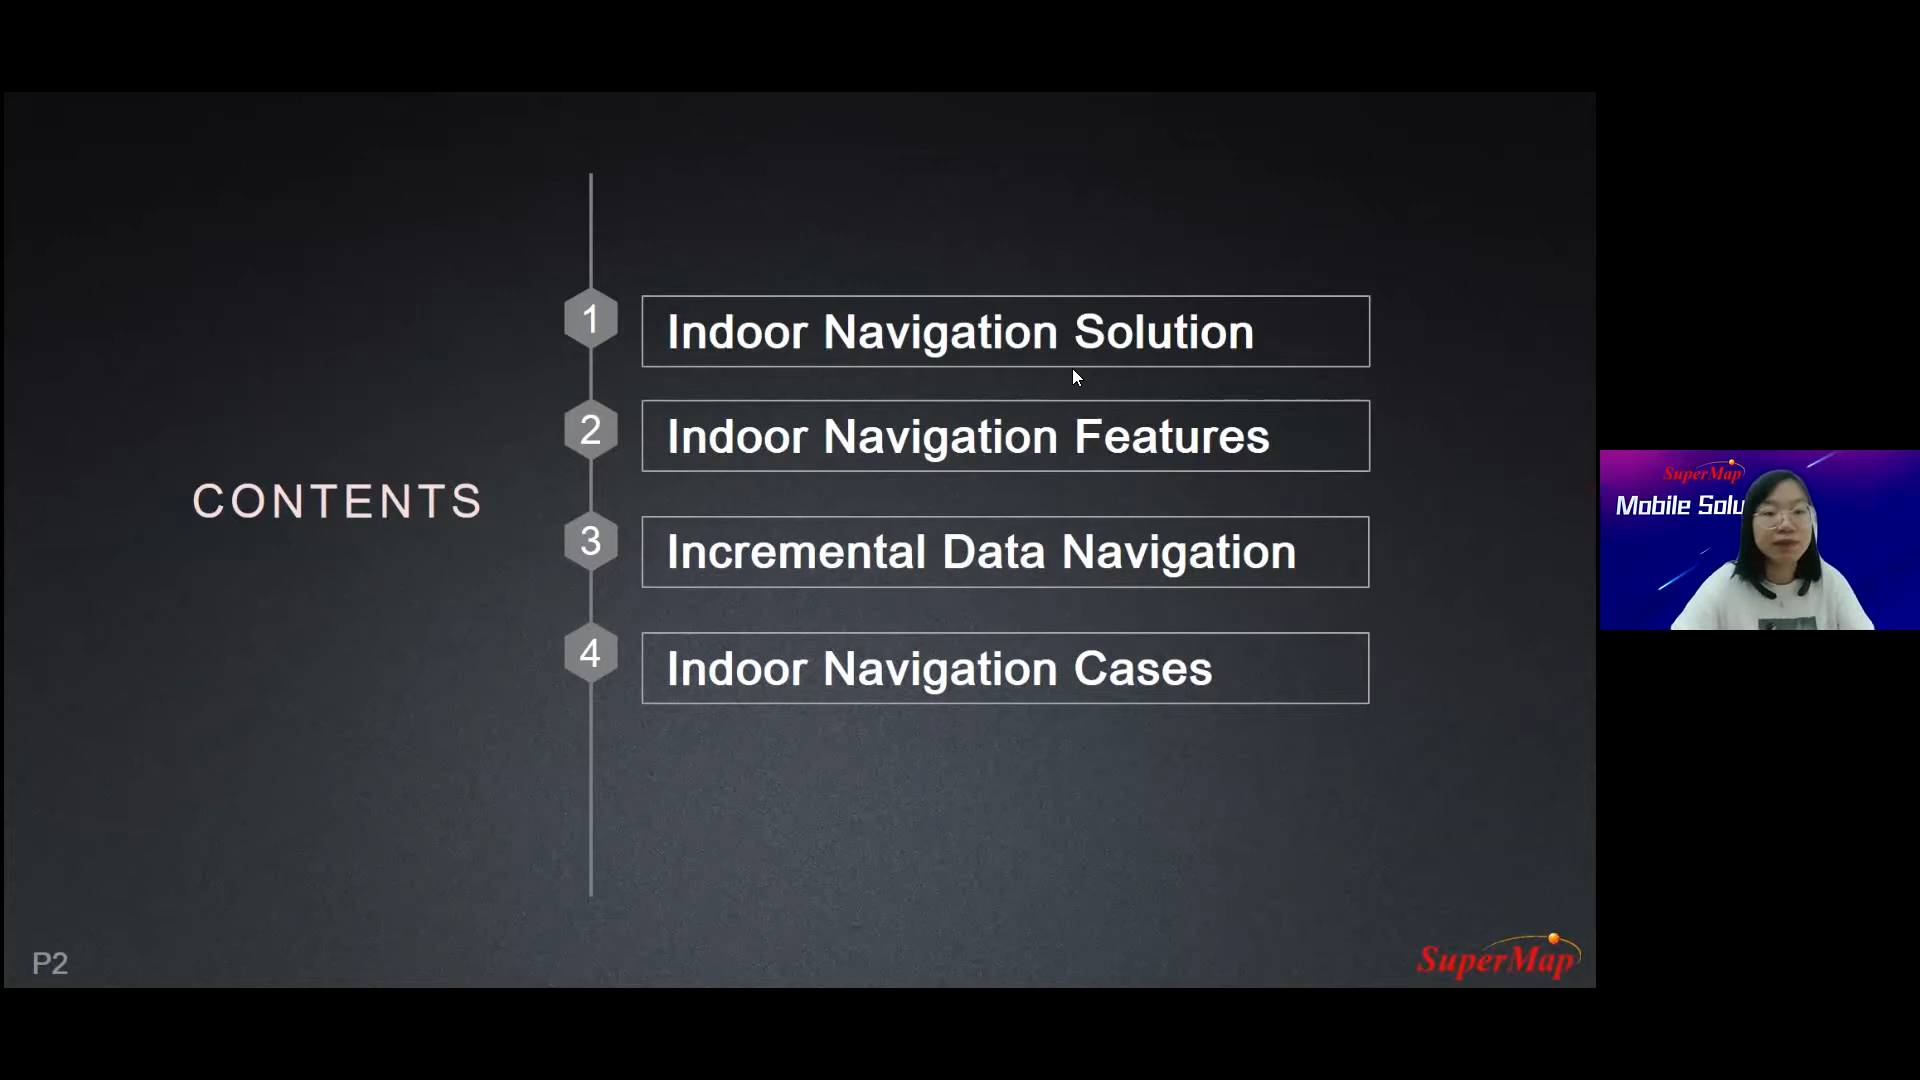 CONTENTS
1
Indoor Navigation Solution
2
Indoor Navigation Features
3
Incremental Data Navigation
4
Indoor Navigation Cases
P2
SuperMap
SuperMap
Mobile Solu